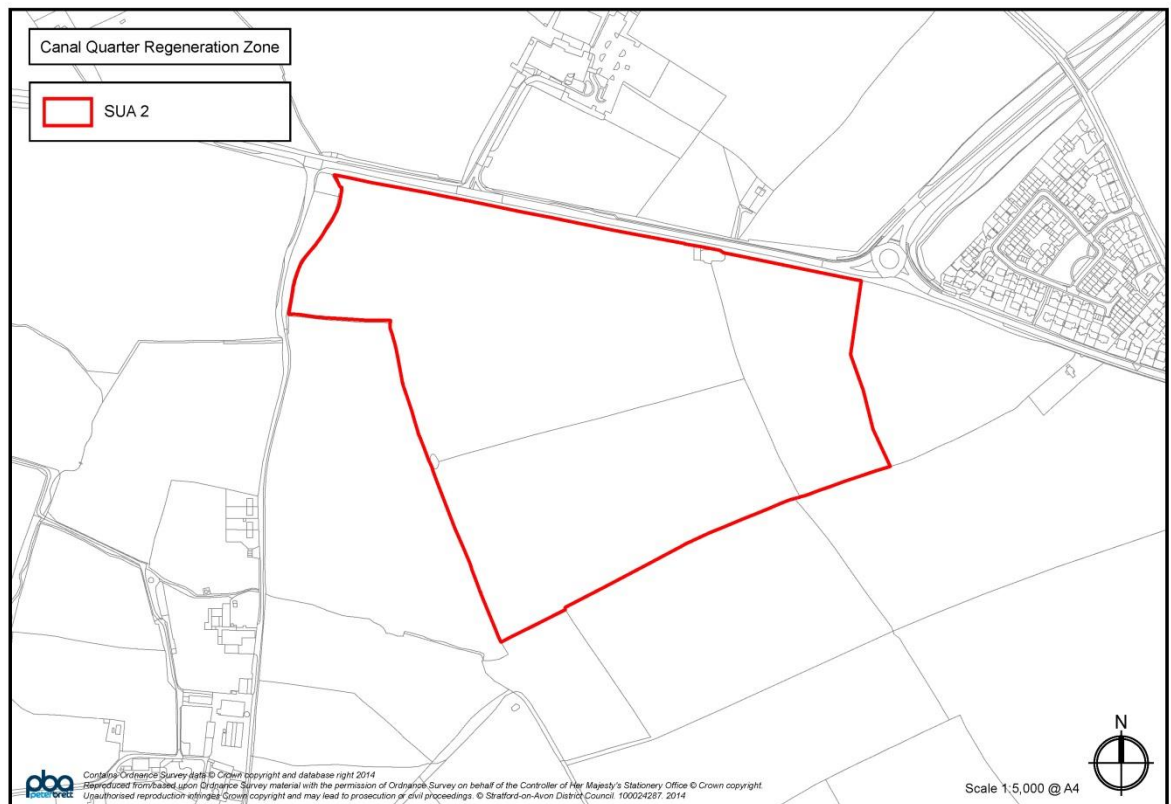 Canal Quarter Regeneration Zone
SUA 2
N
pba
peterbrett
Contains Ordnance Survey data © Crown copyright and database right 2014
Reproduced from/based upon Ordnance Survey material with the permission of Ordnance Survey on behalf of the Controller of Her Majesty's Stationery Office © Crown copyright.
Unauthorised reproduction infringes Crown copyright and may lead to prosecution or civil proceedings. © Stratford-on-Avon District Council. 100024287. 2014
Scale 1:5,000 @ A4